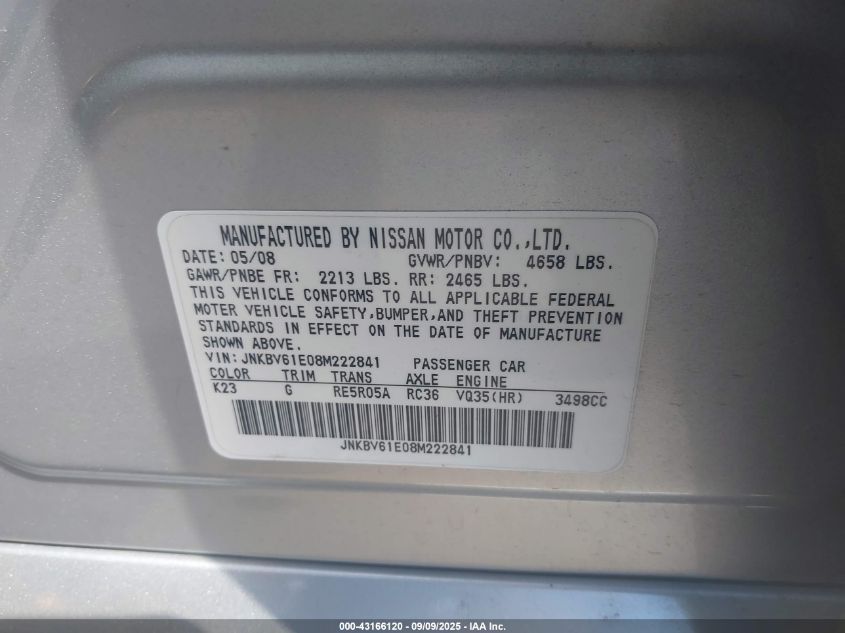 MANUFACTURED BY NISSAN MOTOR CO.,LTD.
DATE: 05/08 GVWR/PNBV: 4658 LBS.
GAWR/PNBE FR: 2213 LBS. RR: 2465 LBS.
THIS VEHICLE CONFORMS TO ALL APPLICABLE FEDERAL
MOTER VEHICLE SAFETY,BUMPER,AND THEFT PREVENTION
STANDARDS IN EFFECT ON THE DATE OF MANUFACTURE
SHOWN ABOVE.
VIN: JNKBV61E08M222841 PASSENGER CAR
COLOR TRIM TRANS AXLE ENGINE
K23 G RE5R05A RC36 VQ35(HR) 3498CC
JNKBV61E08M222841
000-43166120 - 09/09/2025 - IAA Inc.